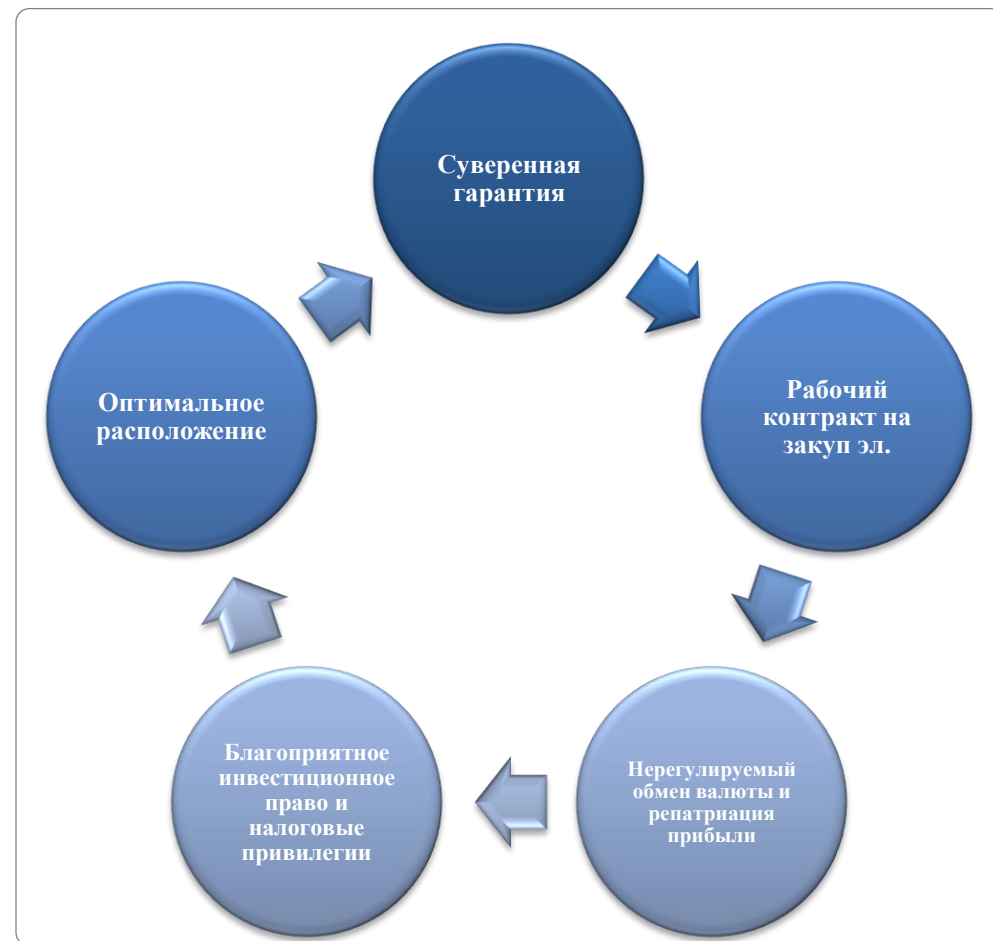 Суверенная
гарантия
Рабочий
контракт на
закуп эл.
Нерегулируемый
обмен валюты и
репатриация
прибыли
Благоприятное
инвестиционное
право и
налоговые
привилегии
Оптимальное
расположение